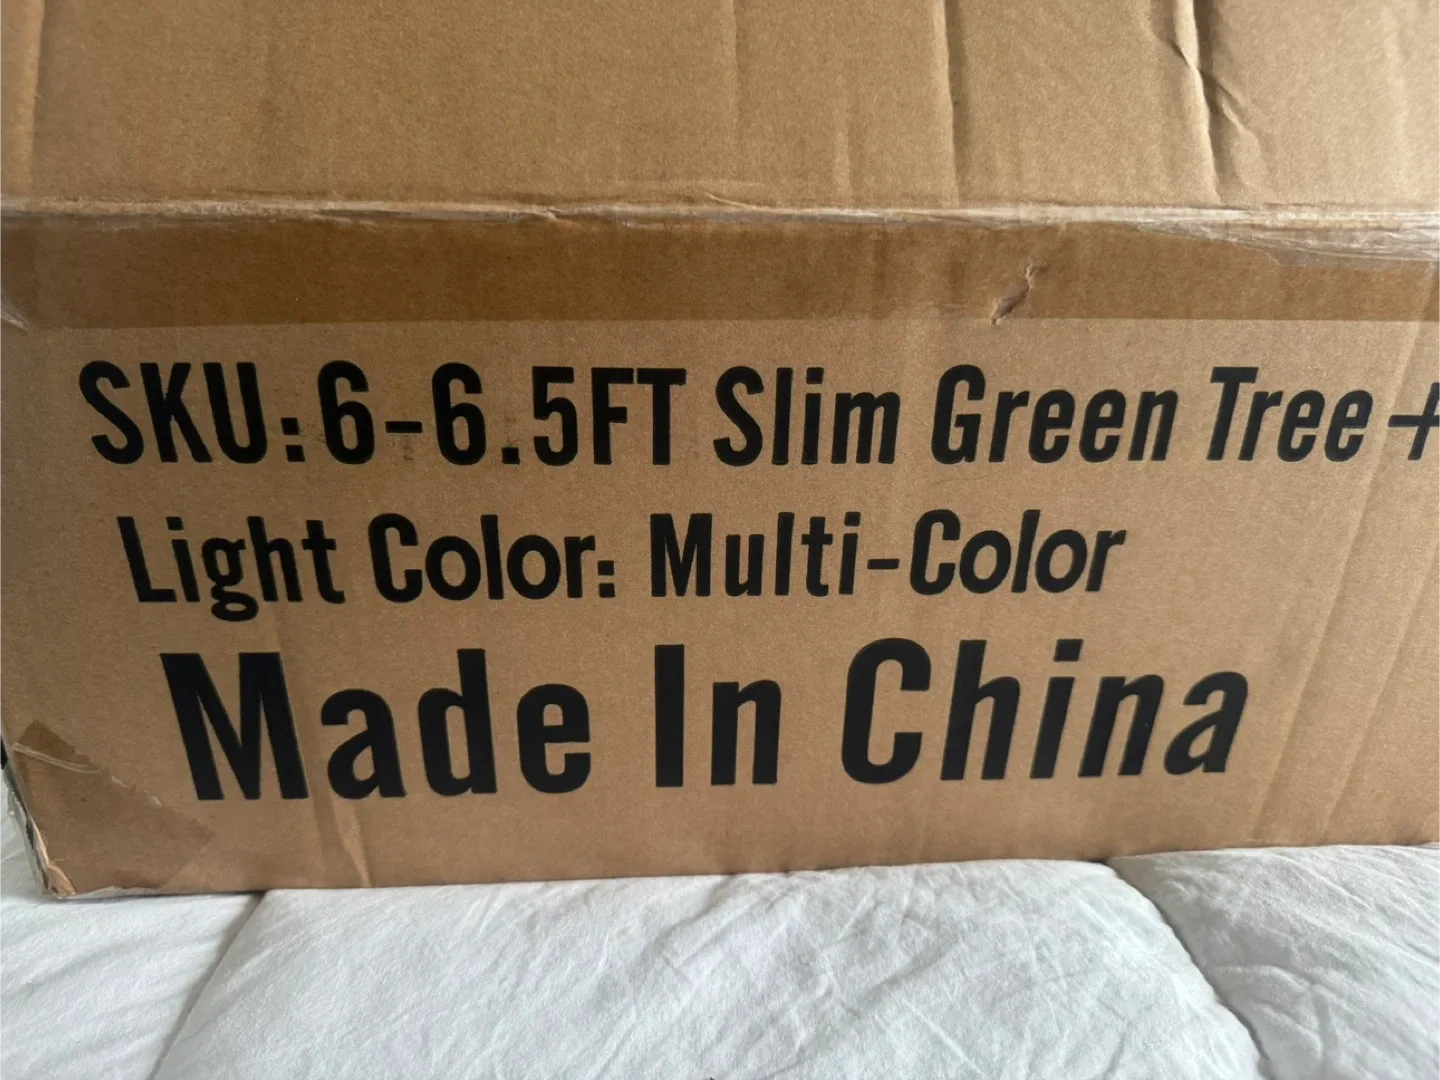 SKU: 6-6.5FT Slim Green Tree +
Light Color: Multi-Color
Made In China